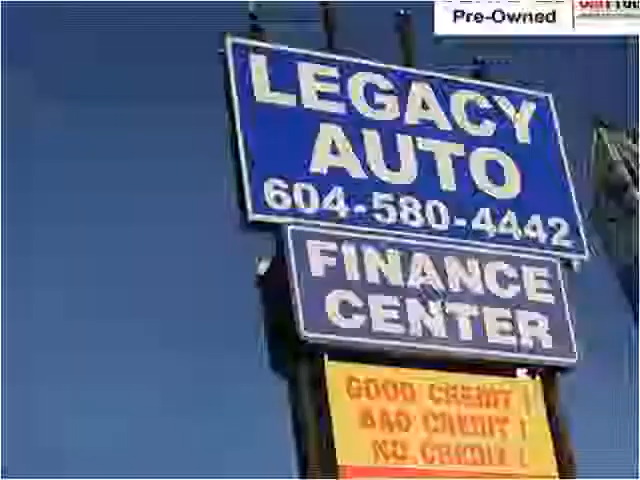 Pre-Owned
LEGACY
AUTO
604-580-4442
FINANCE
CENTER
GOOD CREDIT !
BAD CREDIT !
NO CREDIT !